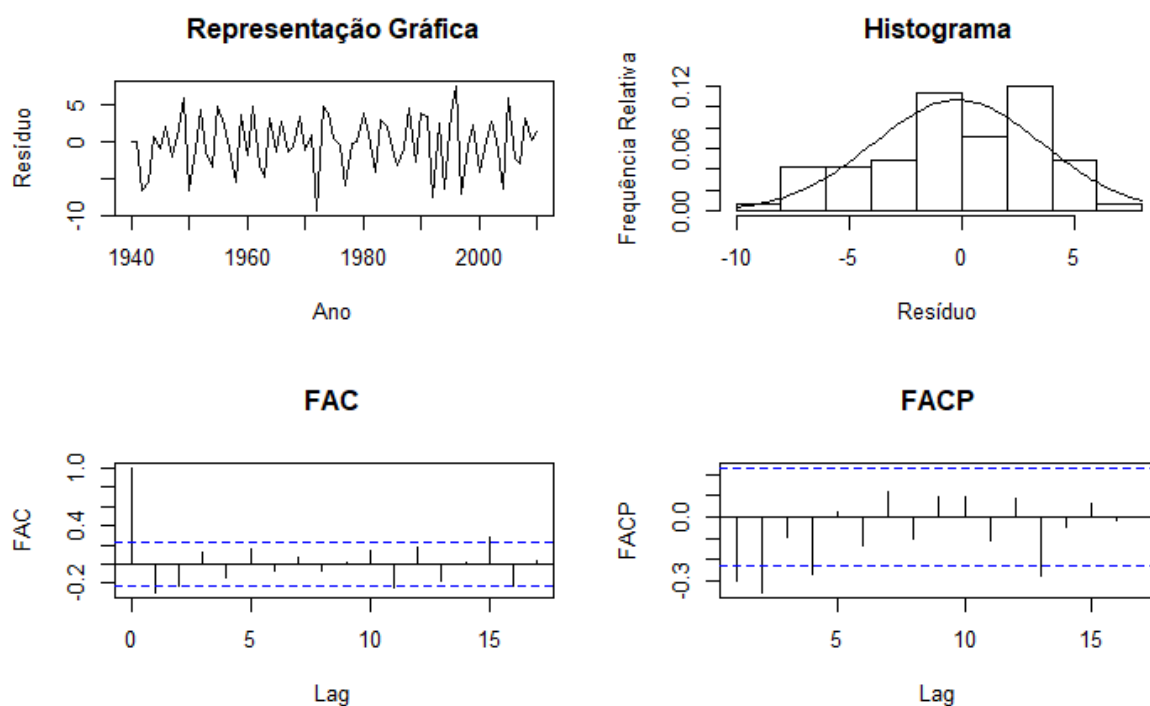 Representação Gráfica
Resíduo
5
0
-10
1940
1960
1980
2000
Ano
Histograma
Frequência Relativa
0.12
0.06
0.00
-10
-5
0
5
Resíduo
FAC
FAC
1.0
0.4
-0.2
0
5
10
15
Lag
FACP
FACP
0.0
-0.3
5
10
15
Lag